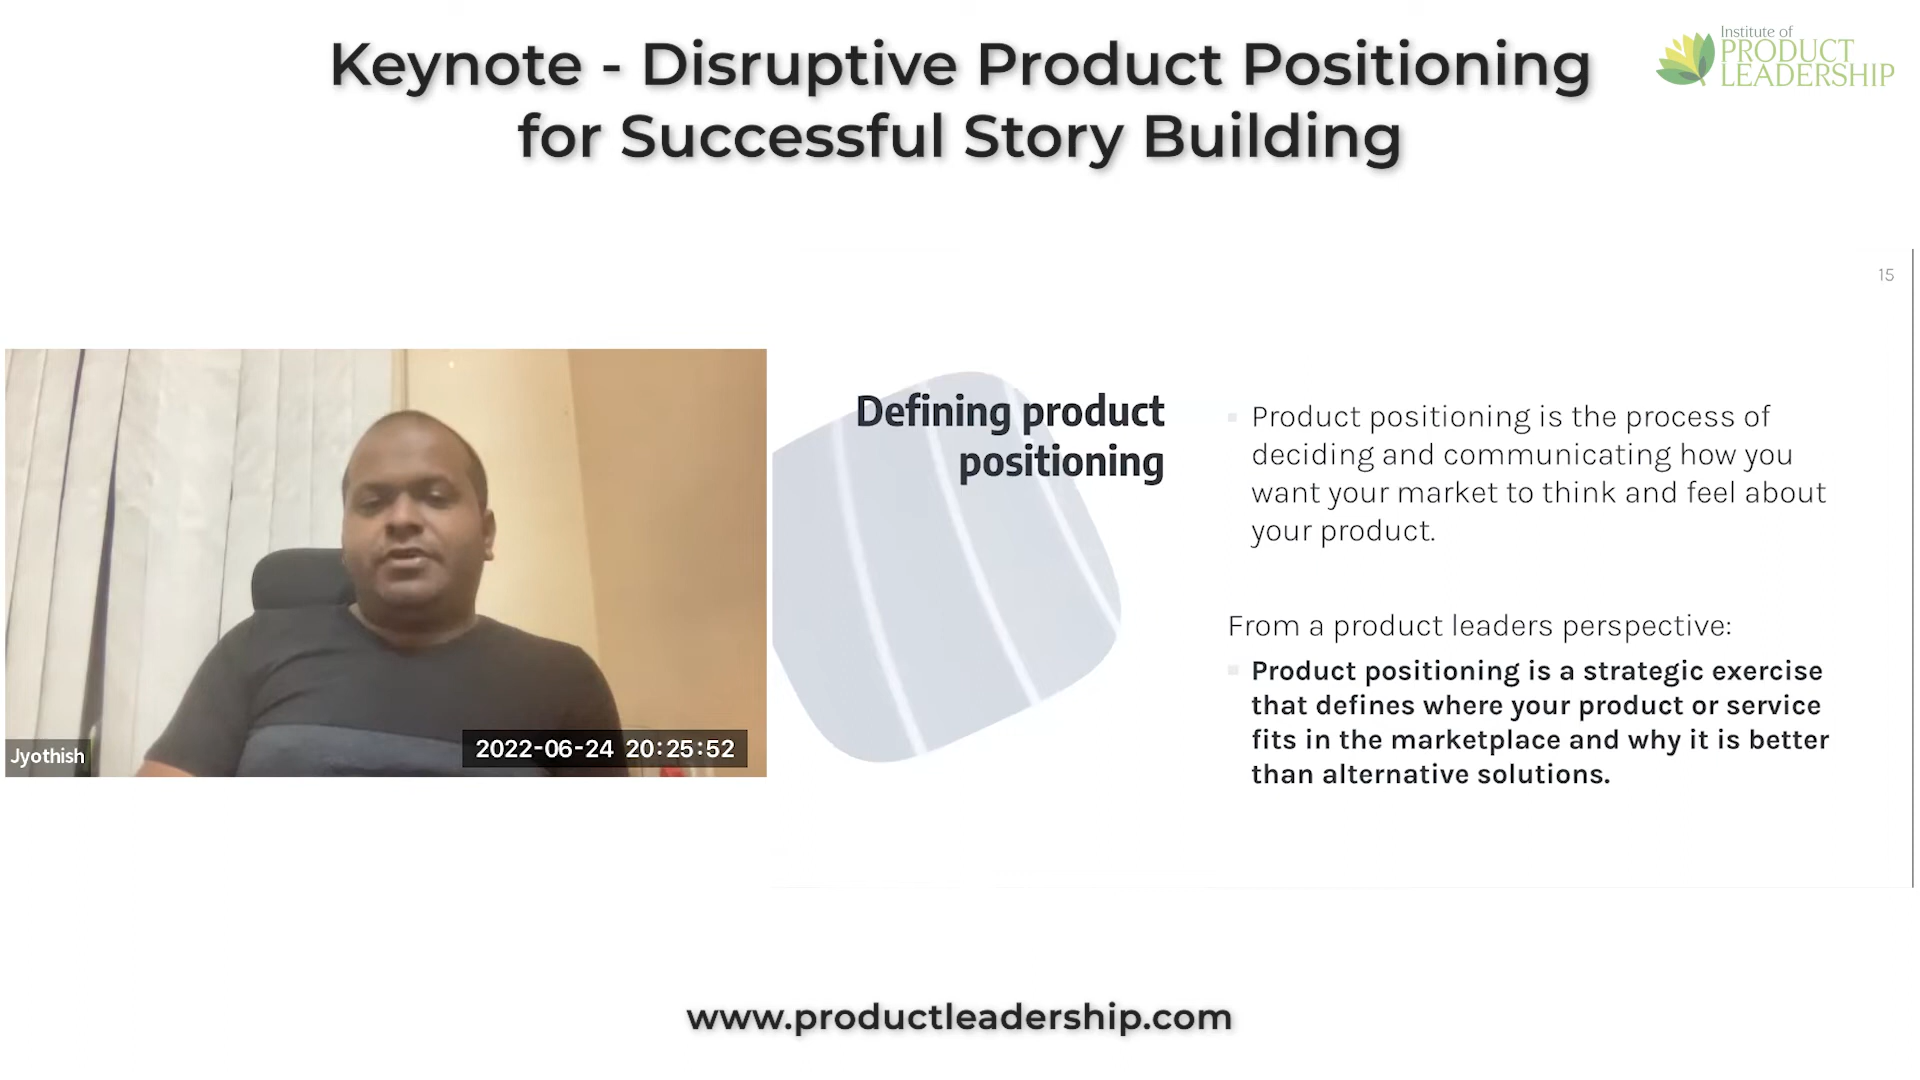 Keynote - Disruptive Product Positioning
for Successful Story Building
Institute of
PRODUCT
LEADERSHIP
15
Defining product
positioning
Product positioning is the process of
deciding and communicating how you
want your market to think and feel about
your product.
From a product leaders perspective:
Product positioning is a strategic exercise
that defines where your product or service
fits in the marketplace and why it is better
than alternative solutions.
Jyothish
2022-06-24 20:25:52
www.productleadership.com